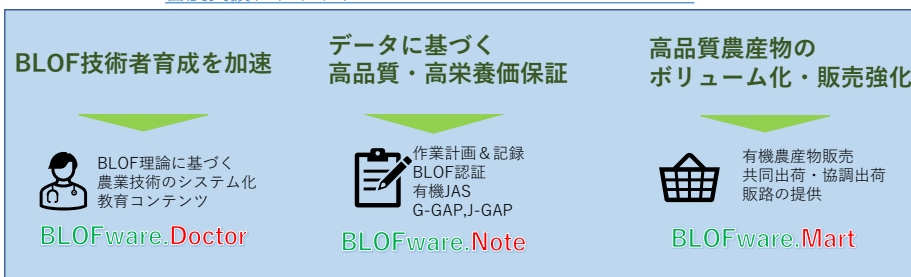 BLOF技術者育成を加速
データに基づく
高品質・高栄養価保証
高品質農産物の
ボリューム化・販売強化
BLOF理論に基づく
農業技術のシステム化
教育コンテンツ
BLOFware.Doctor
作業計画&記録
BLOF認証
有機JAS
G-GAP,J-GAP
BLOFware.Note
有機農産物販売
共同出荷・協調出荷
販路の提供
BLOFware.Mart